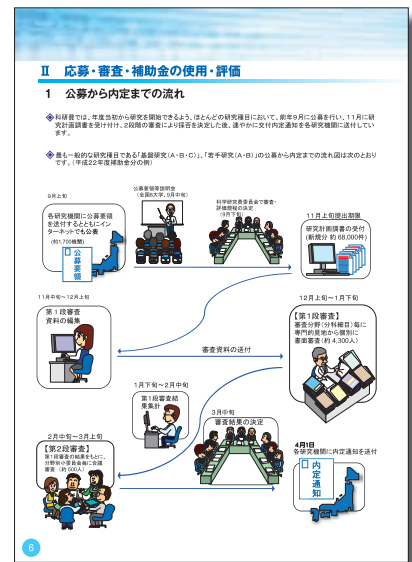 Ⅱ 応募・審査・補助金の使用・評価
1 公募から内定までの流れ
◈科研費では、年度当初から研究を開始できるよう、ほとんどの研究種目において、前年9月に公募を行い、11月に研
究計画調書を受け付け、2段階の審査により採否を決定した後、速やかに交付内定通知を各研究機関に送付してい
ます。
◈最も一般的な研究種目である「基盤研究(A・B・C)」、「若手研究(A・B)」の公募から内定までの流れ図は次のとおり
です。(平成22年度補助金分の例)
9月上旬
各研究機関に公募要領
を送付するとともにイン
ターネットでも公表
(約1,700機関)
公募要領
公募要領等説明会
(全国8大学、9月中旬)
科学研究費委員会で審査・
評価規程の決定
(9月下旬)
11月上旬提出期限
研究計画調書の受付
(新規分 約 68,000件)
11月中旬~12月上旬
第1段審査
資料の編集
審査資料の送付
12月上旬~1月下旬
【第1段審査】
審査分野(分科細目)毎に
専門的見地から個別に
書面審査(約 4,300人)
1月下旬~2月中旬
第1段審査結
果集計
2月中旬~3月上旬
【第2段審査】
第1段審査の結果をもとに、
分野別小委員会毎に合議
審査 (約 500人)
3月中旬
審査結果の決定
4月1日
各研究機関に内定通知を送付
内定通知
6